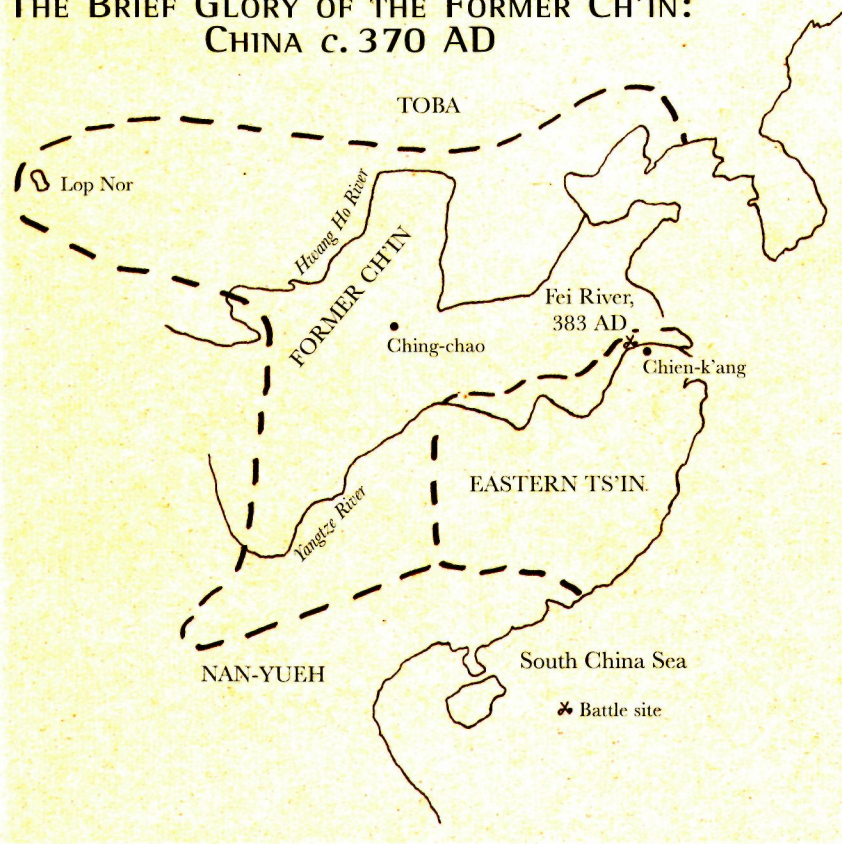 THE BRIEF GLORY OF THE FORMER CH'IN:
CHINA c. 370 AD
TOBA
Lop Nor
Hwang Ho River
FORMER CH'IN
Fei River,
383 AD
Ching-chao
Chien-k'ang
EASTERN TS'IN
Yangtze River
NAN-YUEH
South China Sea
Battle site